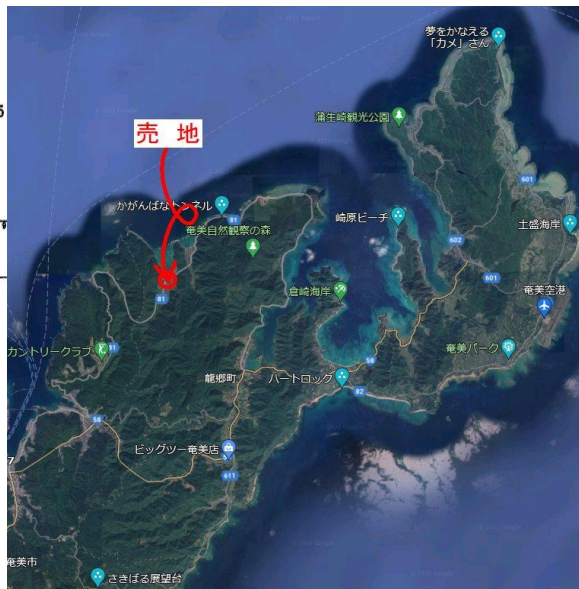 夢をかなえる
「カメ」さん
蒲生崎観光公園
売 地
601
かがんばなトンネル
81
崎原ビーチ
土盛海岸
奄美自然観察の森
602
601
倉崎海岸
奄美空港
81
カントリークラブ
81
58
奄美パーク
龍郷町
ハートロック
82
58
ビッグツー奄美店
611
奄美市
さきばる展望台